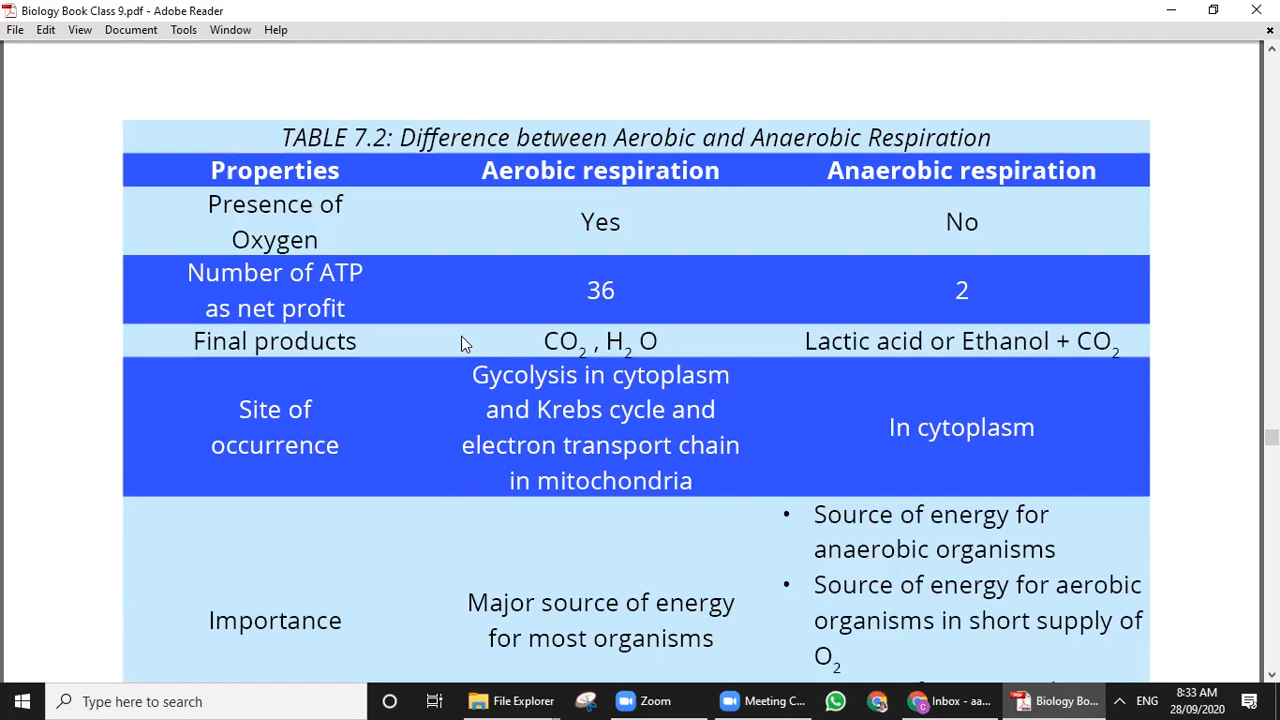 Biology Book Class 9.pdf - Adobe Reader
File Edit View Document Tools Window Help
TABLE 7.2: Difference between Aerobic and Anaerobic Respiration
Properties Aerobic respiration Anaerobic respiration
Presence of
Oxygen
Yes
No
Number of ATP
as net profit
36
2
Final products CO2 , H2 O Lactic acid or Ethanol + CO2
Site of
occurrence
Gycolysis in cytoplasm
and Krebs cycle and
electron transport chain
in mitochondria
In cytoplasm
Importance
Major source of energy
for most organisms
• Source of energy for
anaerobic organisms
• Source of energy for aerobic
organisms in short supply of
O2
Type here to search
File Explorer
Zoom
Meeting C...
Inbox - aa...
Biology Bo...
ENG
8:33 AM
28/09/2020